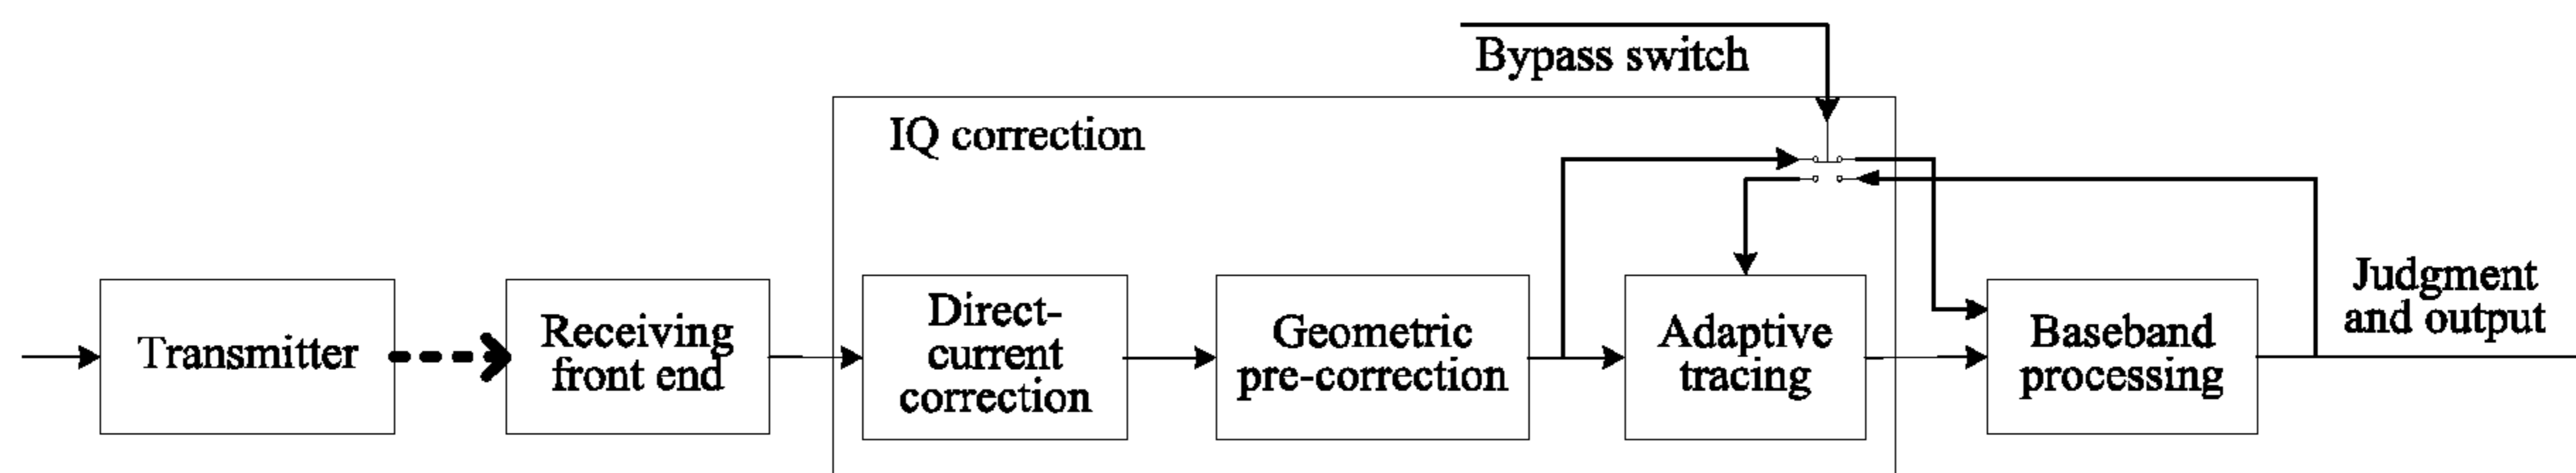 Bypass switch
IQ correction
Transmitter
Receiving
front end
Direct-
current
correction
Geometric
pre-correction
Adaptive
tracing
Baseband
processing
Judgment
and output